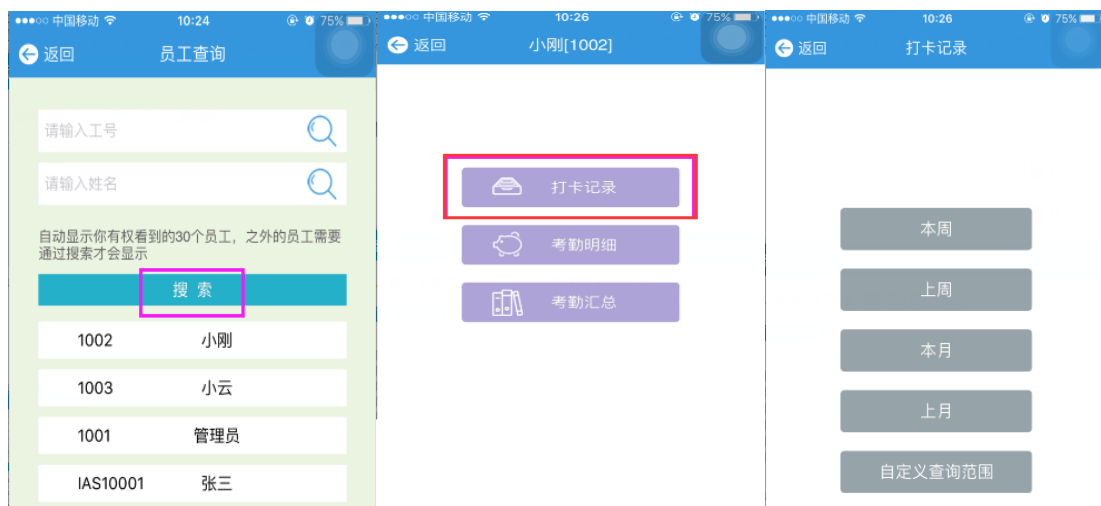 ●●●○○ 中国移动 10:24 75%
返回 员工查询
请输入工号
请输入姓名
自动显示你有权看到的30个员工，之外的员工需要
通过搜索才会显示
搜 索
1002 小刚
1003 小云
1001 管理员
IAS10001 张三
●●●○○ 中国移动 10:26 75%
返回 小刚[1002]
打卡记录
考勤明细
考勤汇总
●●●○○ 中国移动 10:26 75%
返回 打卡记录
本周
上周
本月
上月
自定义查询范围